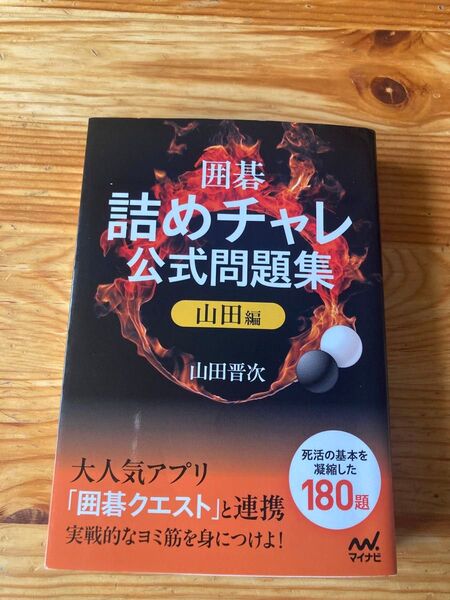 囲碁
詰めチャレ
公式問題集
山田編
山田晋次
大人気アプリ
「囲碁クエスト」と連携
実戦的なヨミ筋を身につけよ!
死活の基本を
凝縮した
180題
マイナビ